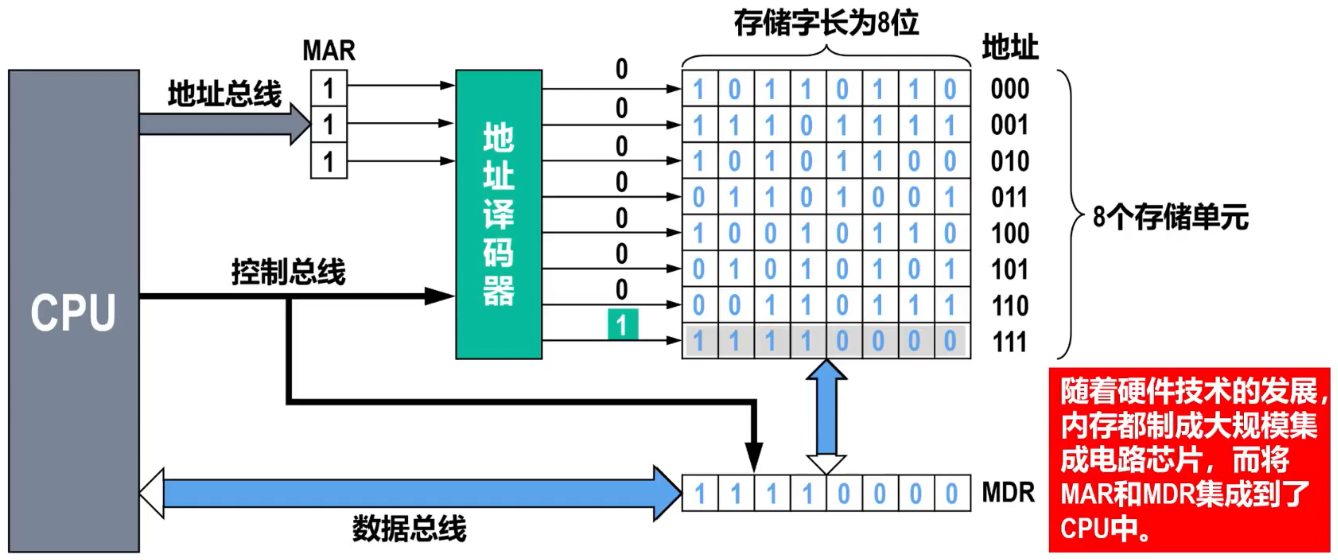 存储字长为8位
地址
MAR
地址总线
1
1
1
地址译码器
0
0
0
0
0
0
0
1
1 0 1 1 0 1 1 0 000
1 1 1 0 1 1 1 1 001
1 0 1 0 1 1 0 0 010
0 1 1 0 1 0 0 1 011
1 0 0 1 0 1 1 0 100
0 1 0 1 0 1 0 1 101
0 0 1 1 0 1 1 1 110
1 1 1 1 0 0 0 0 111
8个存储单元
控制总线
CPU
1 1 1 1 0 0 0 0 MDR
数据总线
随着硬件技术的发展，
内存都制成大规模集
成电路芯片，而将
MAR和MDR集成到了
CPU中。